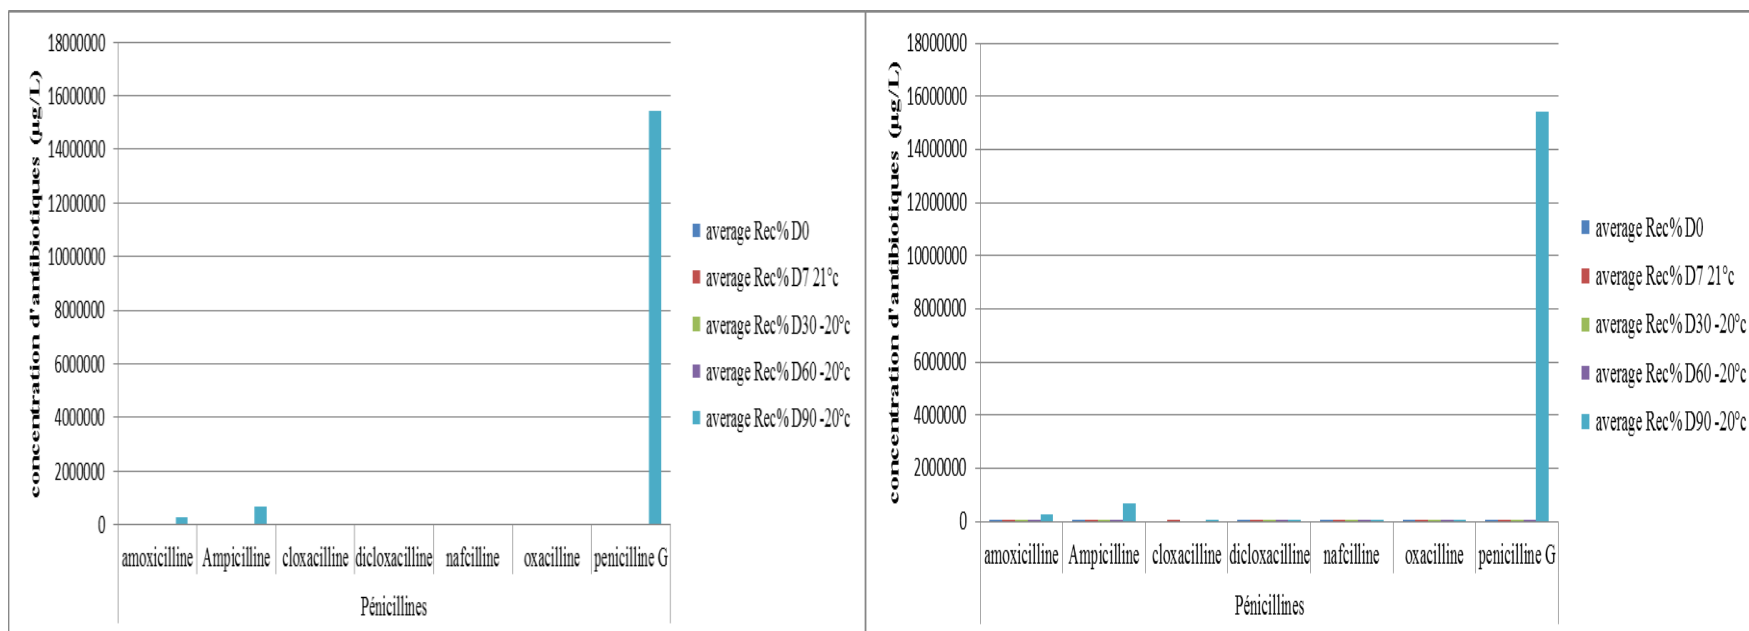 concentration d'antibiotiques (µg/L)
18000000
16000000
14000000
12000000
10000000
8000000
6000000
4000000
2000000
0
amoxicilline Ampicilline cloxacilline dicloxacilline nafcilline oxacilline penicilline G
Pénicillines
average Rec% D0
average Rec% D7 21°c
average Rec% D30 -20°c
average Rec% D60 -20°c
average Rec% D90 -20°c
concentration d'antibiotiques (µg/L)
18000000
16000000
14000000
12000000
10000000
8000000
6000000
4000000
2000000
0
amoxicilline Ampicilline cloxacilline dicloxacilline nafcilline oxacilline penicilline G
Pénicillines
average Rec% D0
average Rec% D7 21°c
average Rec% D30 -20°c
average Rec% D60 -20°c
average Rec% D90 -20°c